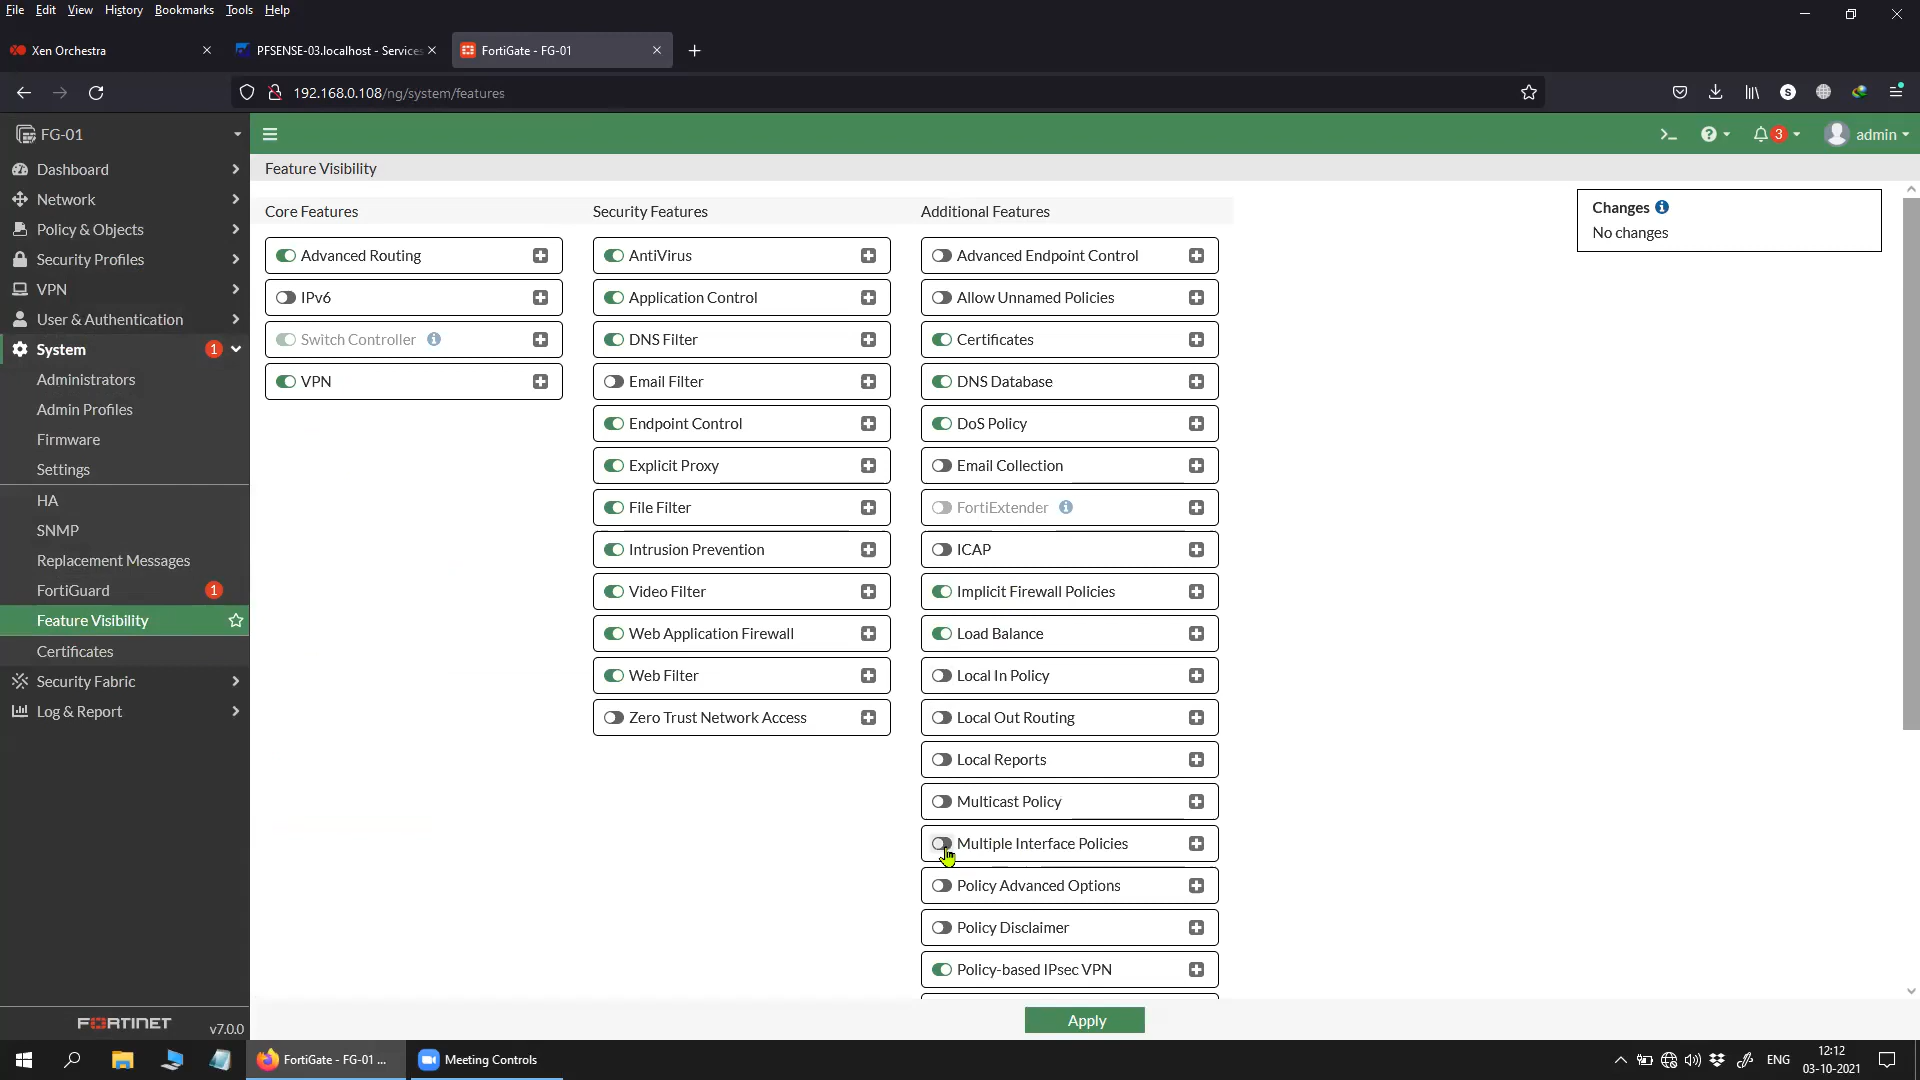 File Edit View History Bookmarks Tools Help
Xen Orchestra
PFSENSE-03.localhost - Services
FortiGate - FG-01
192.168.0.108/ng/system/features
FG-01
3
admin
Dashboard
Network
Policy & Objects
Security Profiles
VPN
User & Authentication
System 1
Administrators
Admin Profiles
Firmware
Settings
HA
SNMP
Replacement Messages
FortiGuard 1
Feature Visibility
Certificates
Security Fabric
Log & Report
FORTINET v7.0.0
Feature Visibility
Core Features
Advanced Routing
IPv6
Switch Controller
VPN
Security Features
AntiVirus
Application Control
DNS Filter
Email Filter
Endpoint Control
Explicit Proxy
File Filter
Intrusion Prevention
Video Filter
Web Application Firewall
Web Filter
Zero Trust Network Access
Additional Features
Advanced Endpoint Control
Allow Unnamed Policies
Certificates
DNS Database
DoS Policy
Email Collection
FortiExtender
ICAP
Implicit Firewall Policies
Load Balance
Local In Policy
Local Out Routing
Local Reports
Multicast Policy
Multiple Interface Policies
Policy Advanced Options
Policy Disclaimer
Policy-based IPsec VPN
Changes
No changes
Apply
FortiGate - FG-01 ...
Meeting Controls
ENG
12:12
03-10-2021